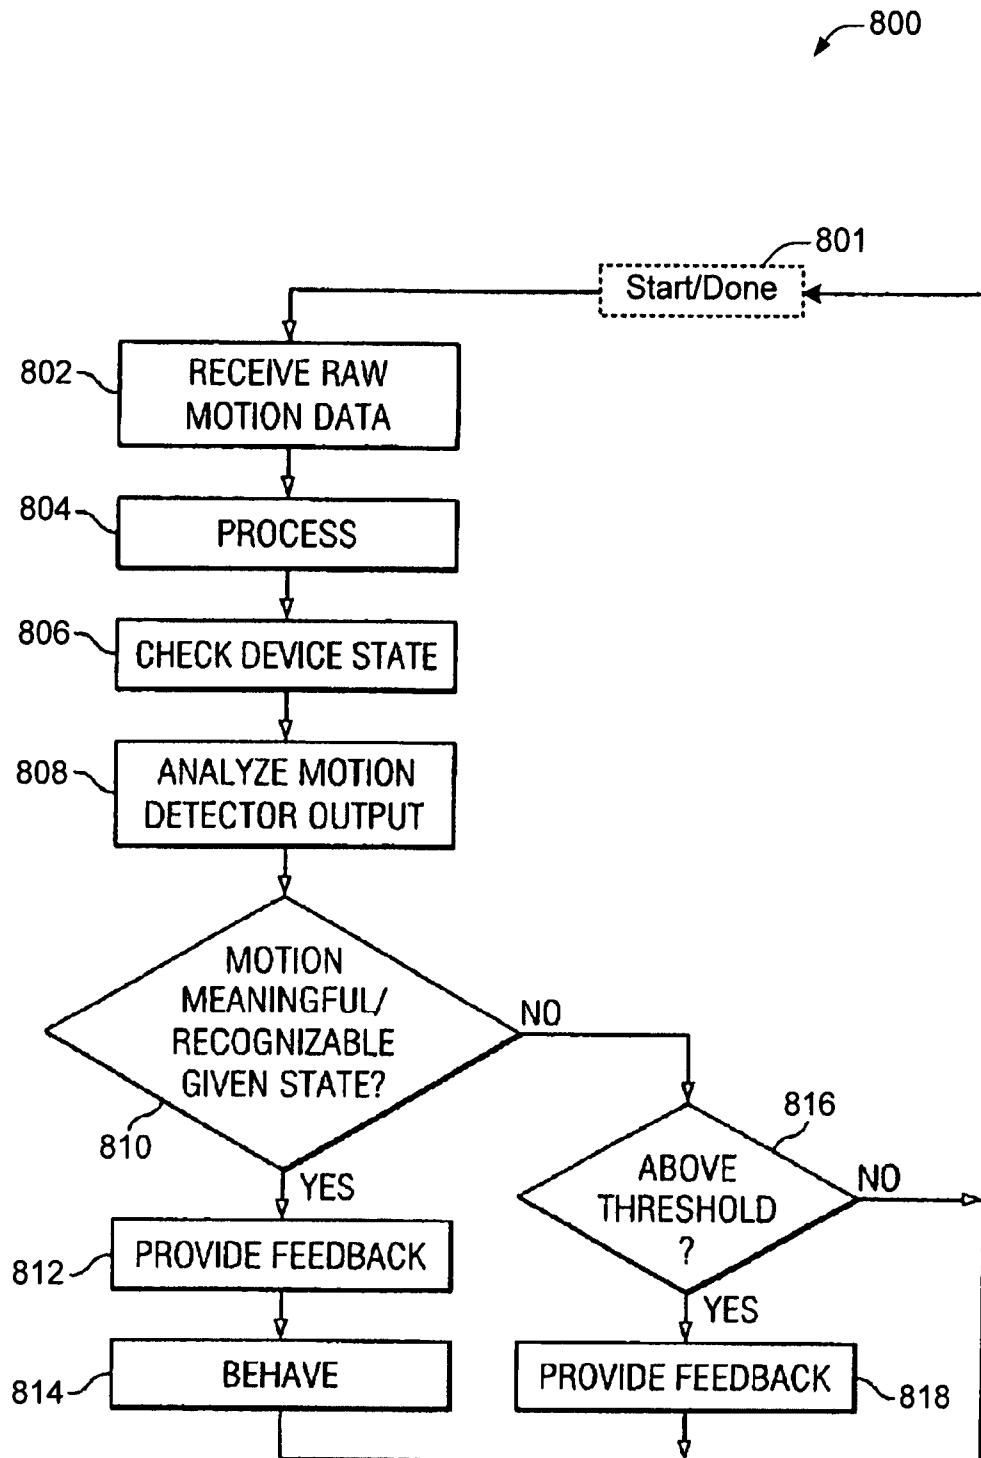 800
801
Start/Done
802
RECEIVE RAW
MOTION DATA
804
PROCESS
806
CHECK DEVICE STATE
808
ANALYZE MOTION
DETECTOR OUTPUT
MOTION
MEANINGFUL/
RECOGNIZABLE
GIVEN STATE?
NO
810
YES
816
ABOVE
THRESHOLD
?
NO
YES
812
PROVIDE FEEDBACK
814
BEHAVE
PROVIDE FEEDBACK
818